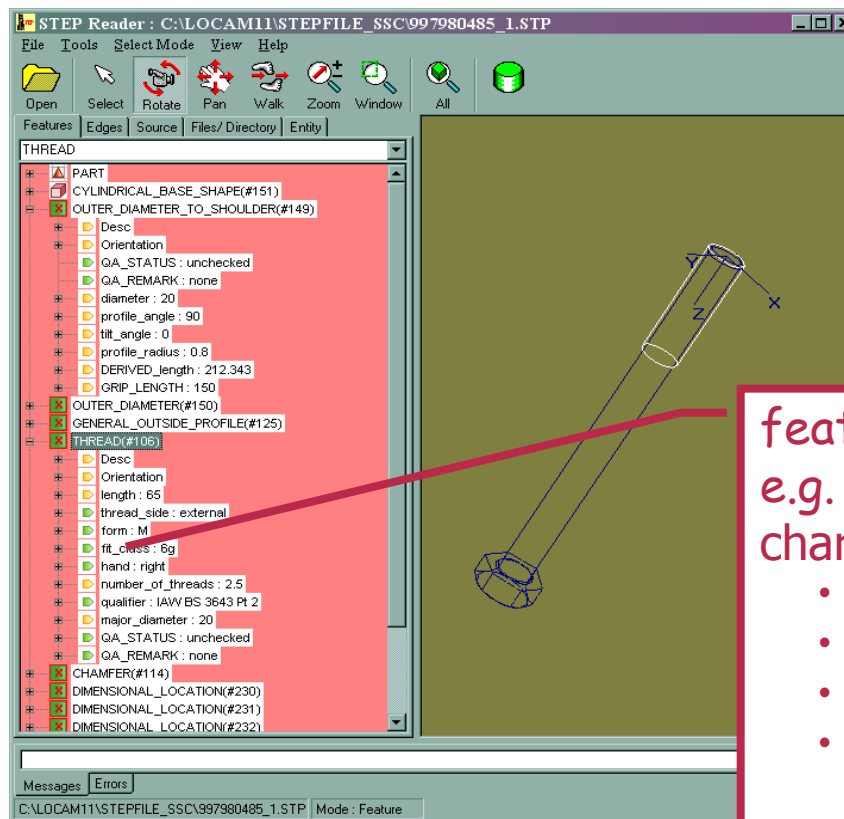 STEP Reader : C:\LOCAM11\STEPFILE_SSC\997980485_1.STP
File Tools Select Mode View Help
Open Select Rotate Pan Walk Zoom Window All
Features Edges Source Files/ Directory Entity
THREAD
PART
CYLINDRICAL_BASE_SHAPE(#151)
OUTER_DIAMETER_TO_SHOULDER(#149)
Desc
Orientation
QA_STATUS : unchecked
QA_REMARK : none
diameter : 20
profile_angle : 90
tilt_angle : 0
profile_radius : 0.8
DERIVED_length : 212.343
GRIP_LENGTH : 150
OUTER_DIAMETER(#150)
GENERAL_OUTSIDE_PROFILE(#125)
THREAD(#106)
Desc
Orientation
length : 65
thread_side : external
form : M
fit_class : 6g
hand : right
number_of_threads : 2.5
qualifier : IAW BS 3643 Pt 2
major_diameter : 20
QA_STATUS : unchecked
QA_REMARK : none
CHAMFER(#114)
DIMENSIONAL_LOCATION(#230)
DIMENSIONAL_LOCATION(#231)
DIMENSIONAL_LOCATION(#232)
Y
X
Z
feat
e.g.
char
•
•
•
•
Messages Errors
C:\LOCAM11\STEPFILE_SSC\997980485_1.STP Mode : Feature